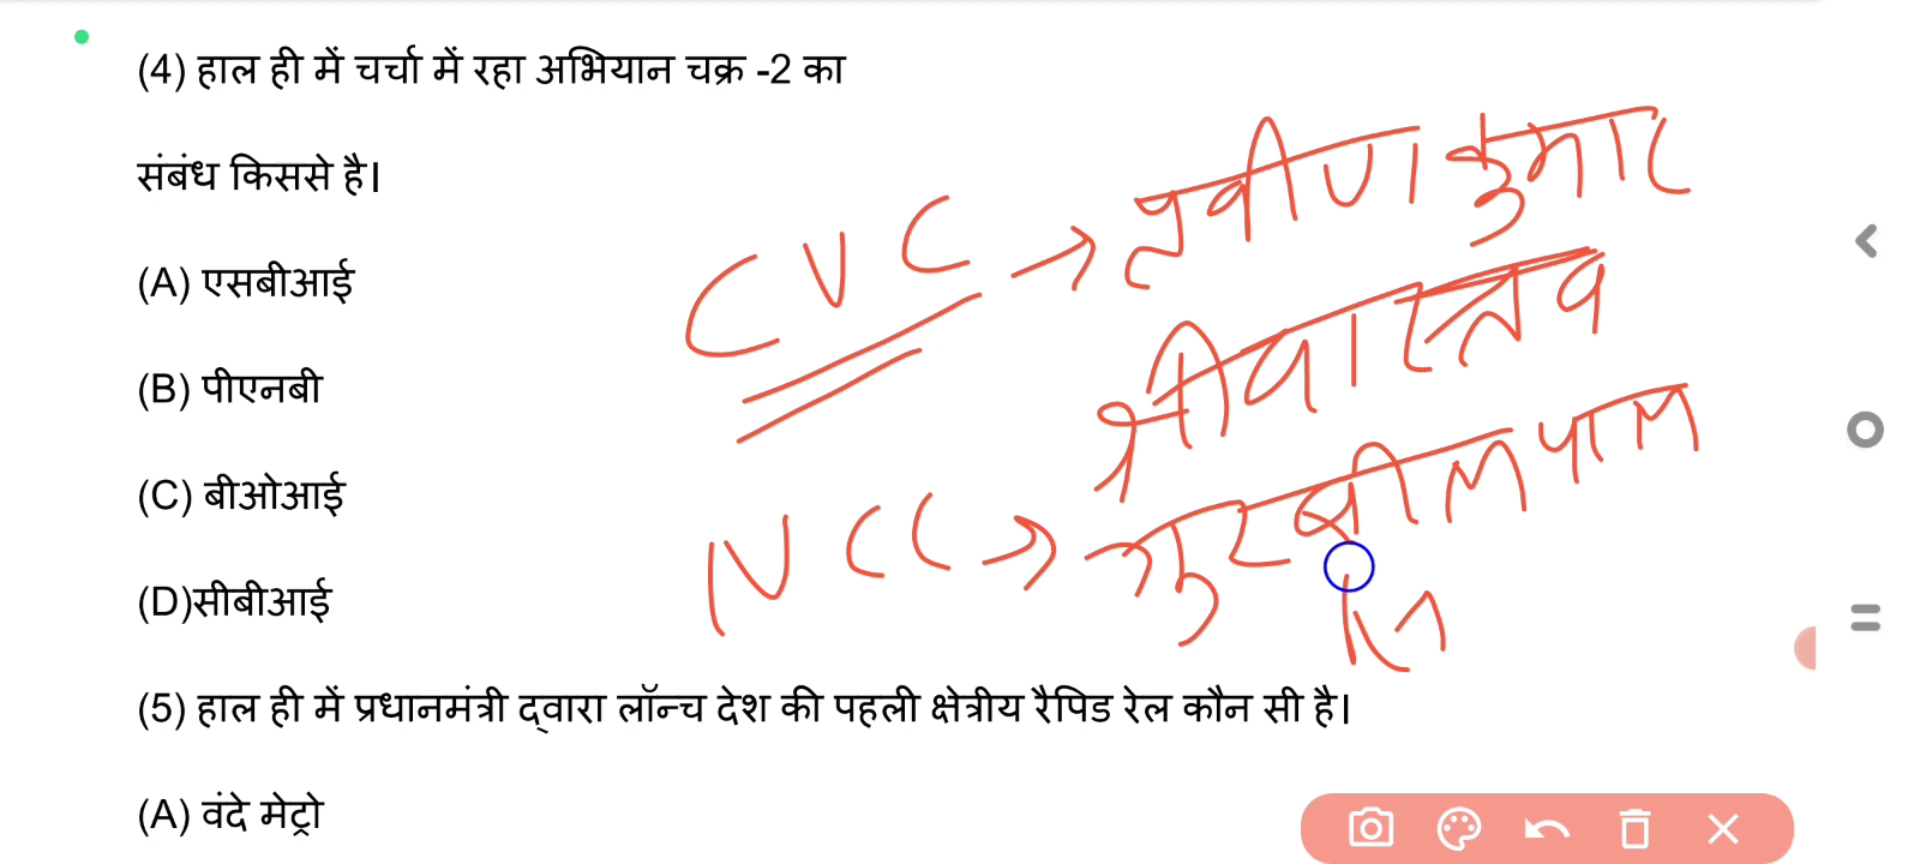 (4) हाल ही में चर्चा में रहा अभियान चक्र -2 का
संबंध किससे है।
(A) एसबीआई
(B) पीएनबी
(C) बीओआई
(D)सीबीआई
CVC → प्रवीण कुमार
श्रीवास्तव
NCC → गुरबीरपाल
सिं
(5) हाल ही में प्रधानमंत्री द्वारा लॉन्च देश की पहली क्षेत्रीय रैपिड रेल कौन सी है।
(A) वंदे मेट्रो